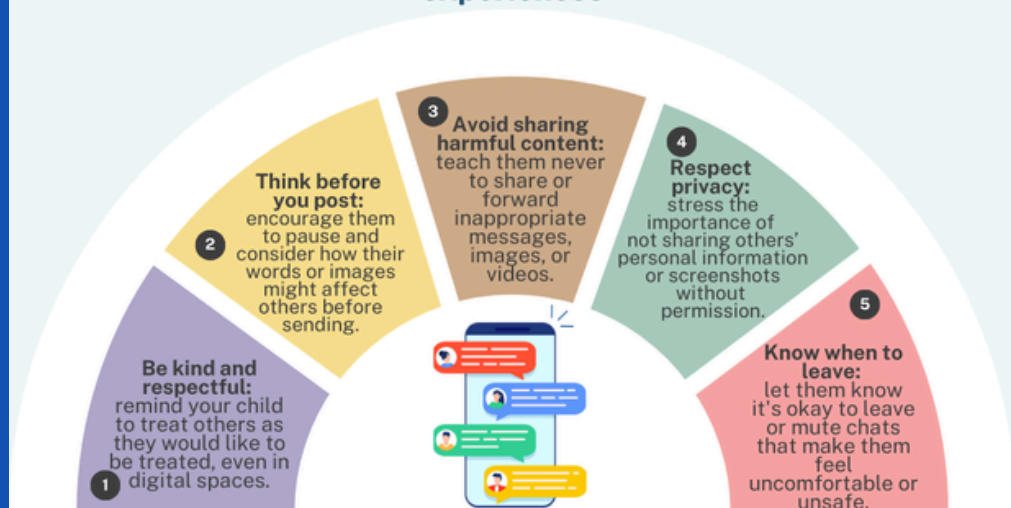 1
Be kind and
respectful:
remind your child
to treat others as
they would like to
be treated, even in
digital spaces.
2
Think before
you post:
encourage them
to pause and
consider how their
words or images
might affect
others before
sending.
3
Avoid sharing
harmful content:
teach them never
to share or
forward
inappropriate
messages,
images, or
videos.
4
Respect
privacy:
stress the
importance of
not sharing others'
personal information
or screenshots
without
permission.
5
Know when to
leave:
let them know
it's okay to leave
or mute chats
that make them
feel
uncomfortable or
unsafe.